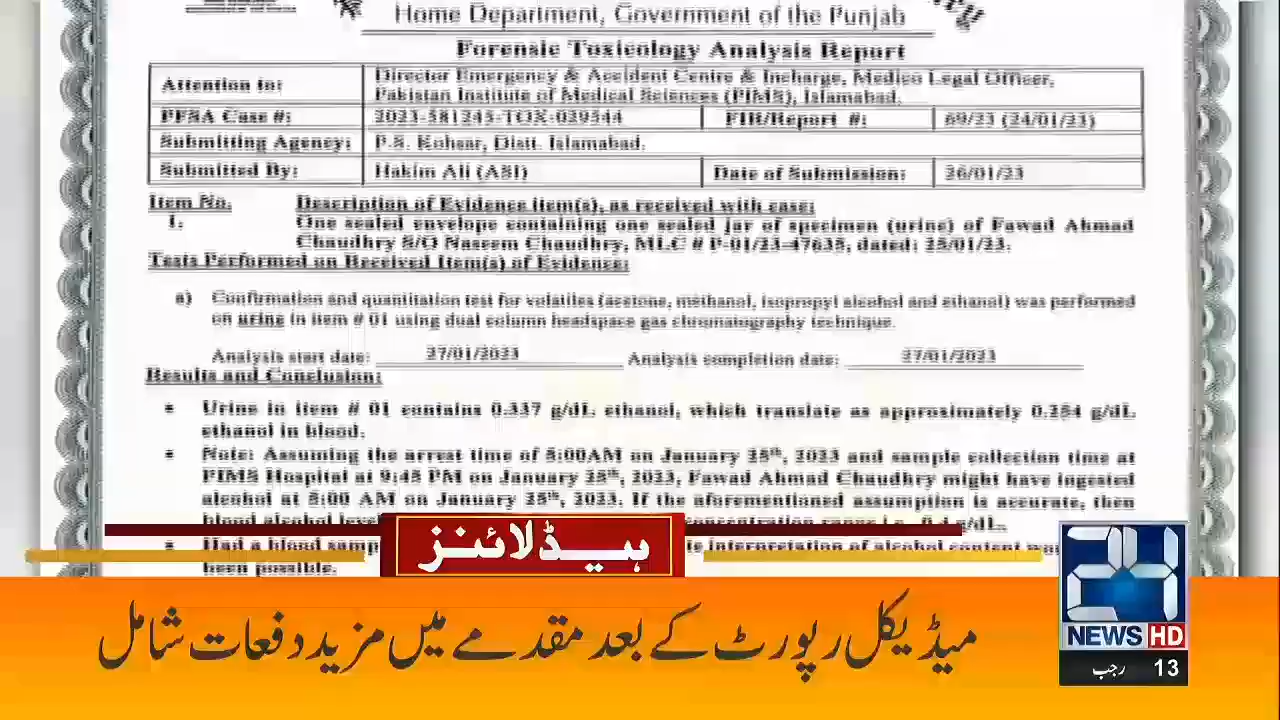 Home Department, Government of the Punjab
Forensic Toxicology Analysis Report
Attention to: Director Emergency & Accident Centre & Incharge, Medico Legal Officer,
Pakistan Institute of Medical Sciences (PIMS), Islamabad.
PFSA Case #: FIR/Report #: 69/23 (24/01/23)
Submitting Agency: P.S. Kohsar, Distt. Islamabad.
Submitted By: Hakim Ali (ASI) Date of Submission: 26/01/23
Item No. Description of Evidence item(s), as received with case:
1. One sealed envelope containing one sealed jar of specimen (urine) of Fawad Ahmad
Chaudhry S/O Naseem Chaudhry, MLC # P-01/23-47635, dated: 25/01/23.
Tests Performed on Received Item(s) of Evidence:
a) Confirmation and quantitation test for volatiles (acetone, methanol, isopropyl alcohol and ethanol) was performed
on urine in item # 01 using dual column headspace gas chromatography technique.
Analysis start date: 27/01/2023 Analysis completion date: 27/01/2023
Results and Conclusion:
• Urine in item # 01 contains 0.337 g/dL ethanol, which translate as approximately g/dL
ethanol in blood.
• Note: Assuming the arrest time of 5:00AM on January 25th, 2023 and sample collection time at
PIMS Hospital at 9:45 PM on January 25th, 2023, Fawad Ahmad Chaudhry might have ingested
alcohol at 5:00 AM on January 25th, 2023. If the aforementioned assumption is accurate, then
blood alcohol concentration range i.e.,
• Had a blood interpretation of alcohol content
been possible.
ہیڈلائنز
میڈیکل رپورٹ کے بعد مقدمے میں مزید دفعات شامل
24
NEWS HD
13 رجب